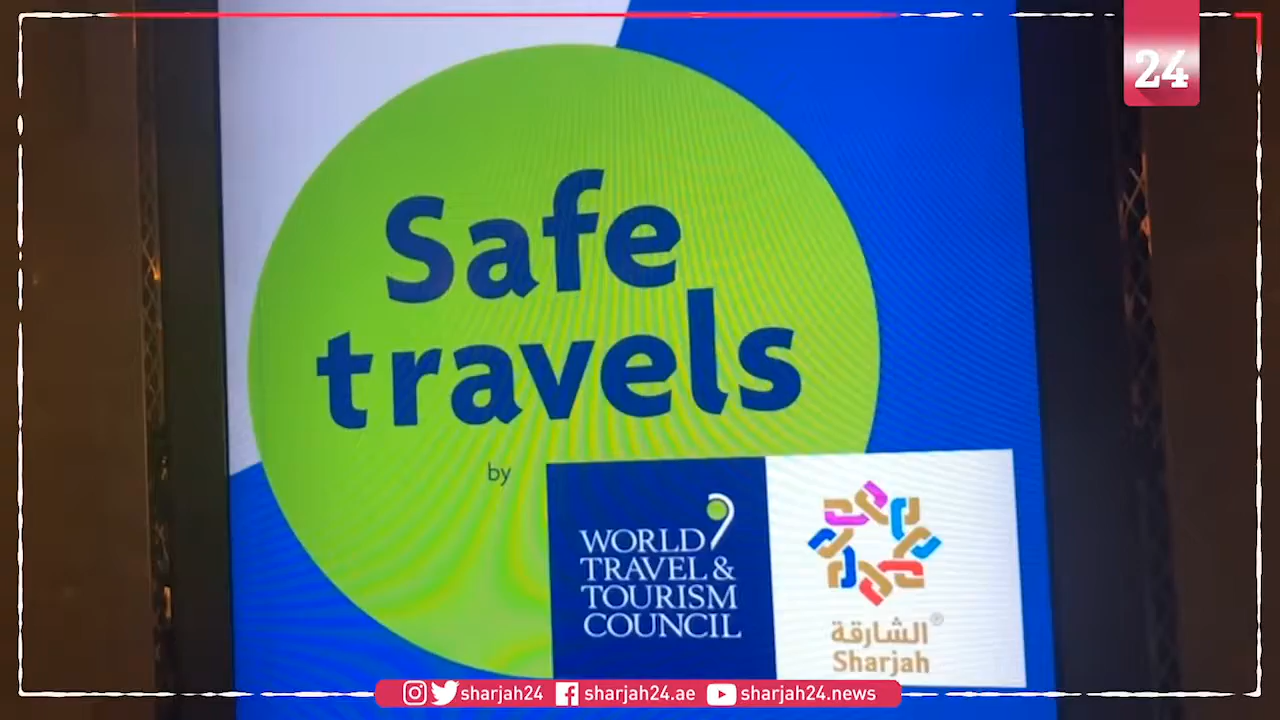 24
Safe
travels
by
WORLD
TRAVEL &
TOURISM
COUNCIL
الشارقة®
Sharjah
sharjah24 sharjah24.ae sharjah24.news